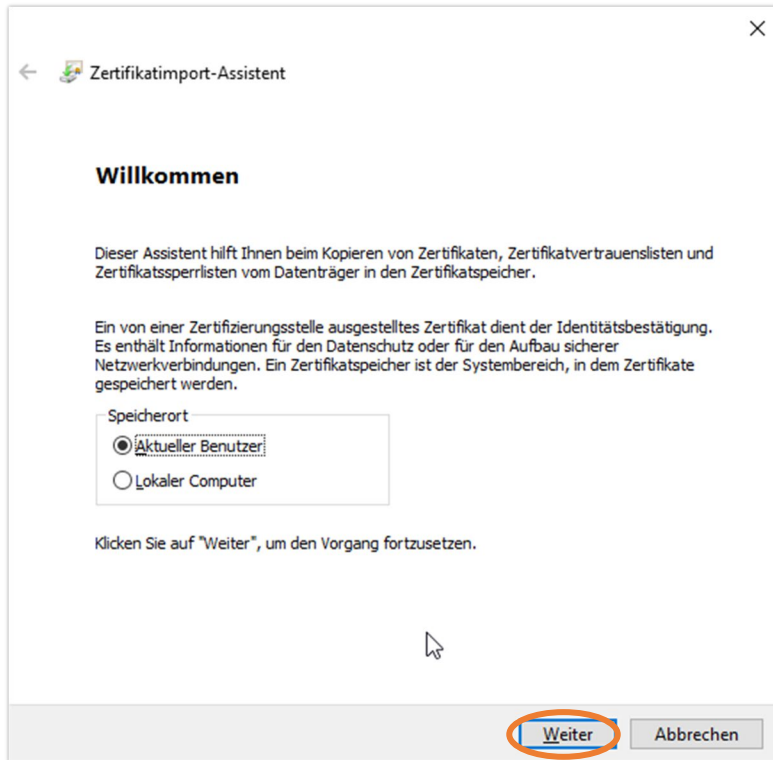 Zertifikatimport-Assistent
Willkommen
Dieser Assistent hilft Ihnen beim Kopieren von Zertifikaten, Zertifikatvertrauenslisten und
Zertifikatssperrlisten vom Datenträger in den Zertifikatspeicher.
Ein von einer Zertifizierungsstelle ausgestelltes Zertifikat dient der Identitätsbestätigung.
Es enthält Informationen für den Datenschutz oder für den Aufbau sicherer
Netzwerkverbindungen. Ein Zertifikatspeicher ist der Systembereich, in dem Zertifikate
gespeichert werden.
Speicherort
Aktueller Benutzer
Lokaler Computer
Klicken Sie auf "Weiter", um den Vorgang fortzusetzen.
Weiter Abbrechen